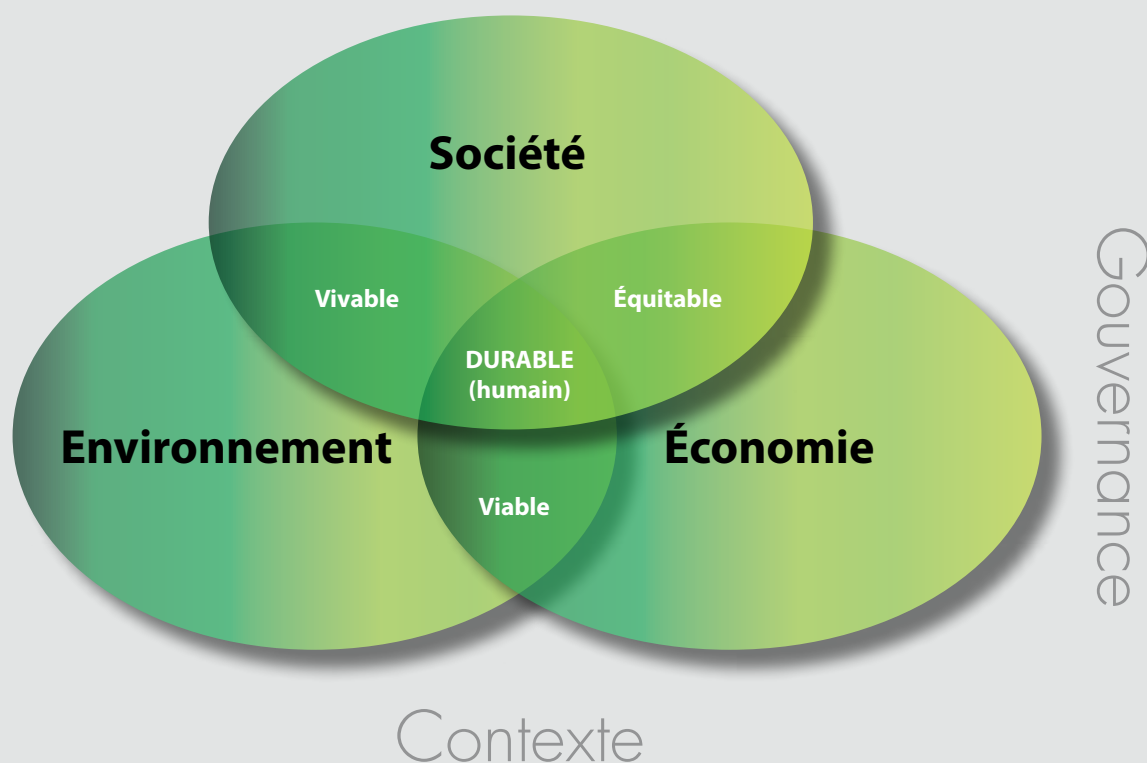 Société
Vivable
Équitable
DURABLE
(humain)
Environnement
Économie
Viable
Gouvernance
Contexte